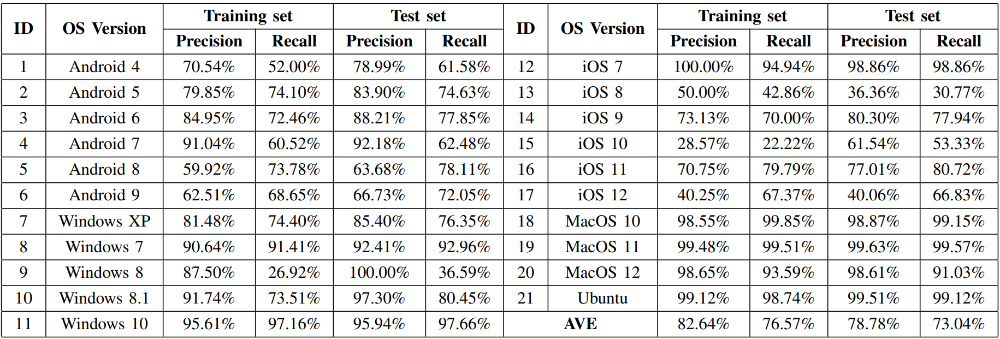 ID OS Version Training set Test set ID OS Version Training set Test set
Precision Recall Precision Recall Precision Recall Precision Recall
1 Android 4 70.54% 52.00% 78.99% 61.58% 12 iOS 7 100.00% 94.94% 98.86% 98.86%
2 Android 5 79.85% 74.10% 83.90% 74.63% 13 iOS 8 50.00% 42.86% 36.36% 30.77%
3 Android 6 84.95% 72.46% 88.21% 77.85% 14 iOS 9 73.13% 70.00% 80.30% 77.94%
4 Android 7 91.04% 60.52% 92.18% 62.48% 15 iOS 10 28.57% 22.22% 61.54% 53.33%
5 Android 8 59.92% 73.78% 63.68% 78.11% 16 iOS 11 70.75% 79.79% 77.01% 80.72%
6 Android 9 62.51% 68.65% 66.73% 72.05% 17 iOS 12 40.25% 67.37% 40.06% 66.83%
7 Windows XP 81.48% 74.40% 85.40% 76.35% 18 MacOS 10 98.55% 99.85% 98.87% 99.15%
8 Windows 7 90.64% 91.41% 92.41% 92.96% 19 MacOS 11 99.48% 99.51% 99.63% 99.57%
9 Windows 8 87.50% 26.92% 100.00% 36.59% 20 MacOS 12 98.65% 93.59% 98.61% 91.03%
10 Windows 8.1 91.74% 73.51% 97.30% 80.45% 21 Ubuntu 99.12% 98.74% 99.51% 99.12%
11 Windows 10 95.61% 97.16% 95.94% 97.66% AVE 82.64% 76.57% 78.78% 73.04%